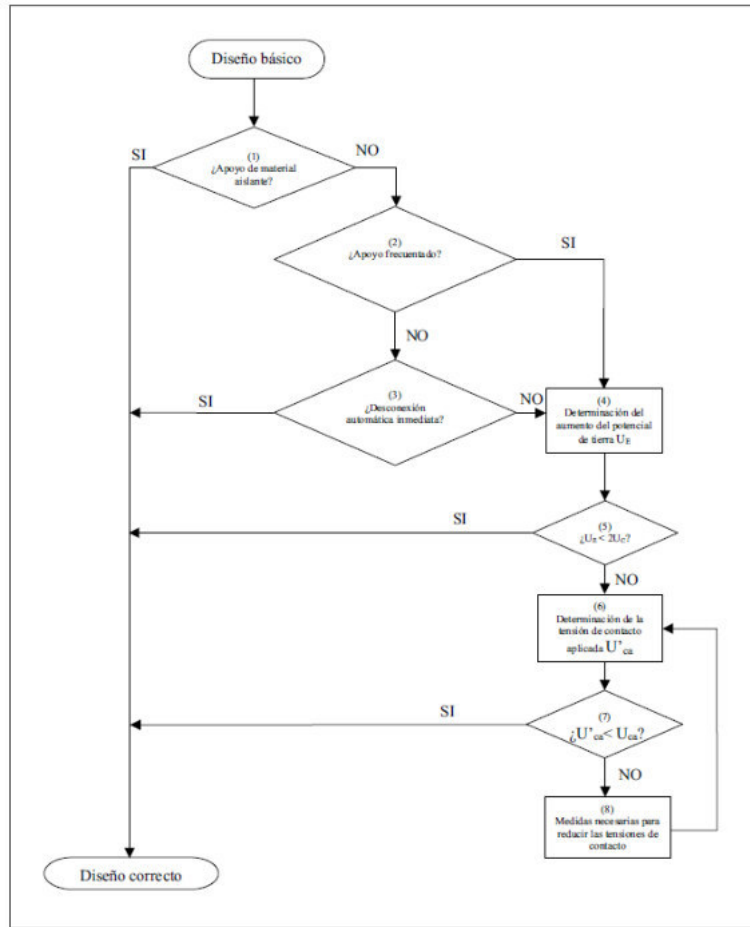 Diseño básico
SI
(1)
¿Apoyo de material
aislante?
NO
(2)
¿Apoyo frecuentado?
SI
NO
SI
(3)
¿Desconexión
automática inmediata?
NO
(4)
Determinación del
aumento del potencial
de tierra UE
SI
(5)
¿UE < 2UC?
NO
(6)
Determinación de la
tensión de contacto
aplicada U'ca
SI
(7)
¿U'ca< Uca?
NO
(8)
Medidas necesarias para
reducir las tensiones de
contacto
Diseño correcto